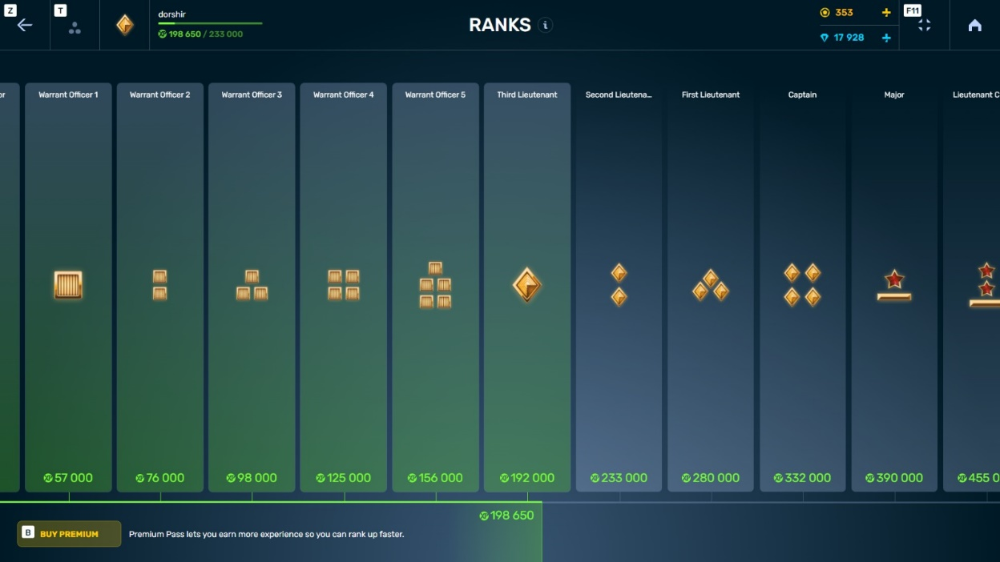 Z
T
dorshir
198 650 / 233 000
RANKS
i
353 +
17 928 +
F11
or
Warrant Officer 1
Warrant Officer 2
Warrant Officer 3
Warrant Officer 4
Warrant Officer 5
Third Lieutenant
Second Lieutena...
First Lieutenant
Captain
Major
Lieutenant C
57 000
76 000
98 000
125 000
156 000
192 000
233 000
280 000
332 000
390 000
455 0
198 650
B BUY PREMIUM
Premium Pass lets you earn more experience so you can rank up faster.